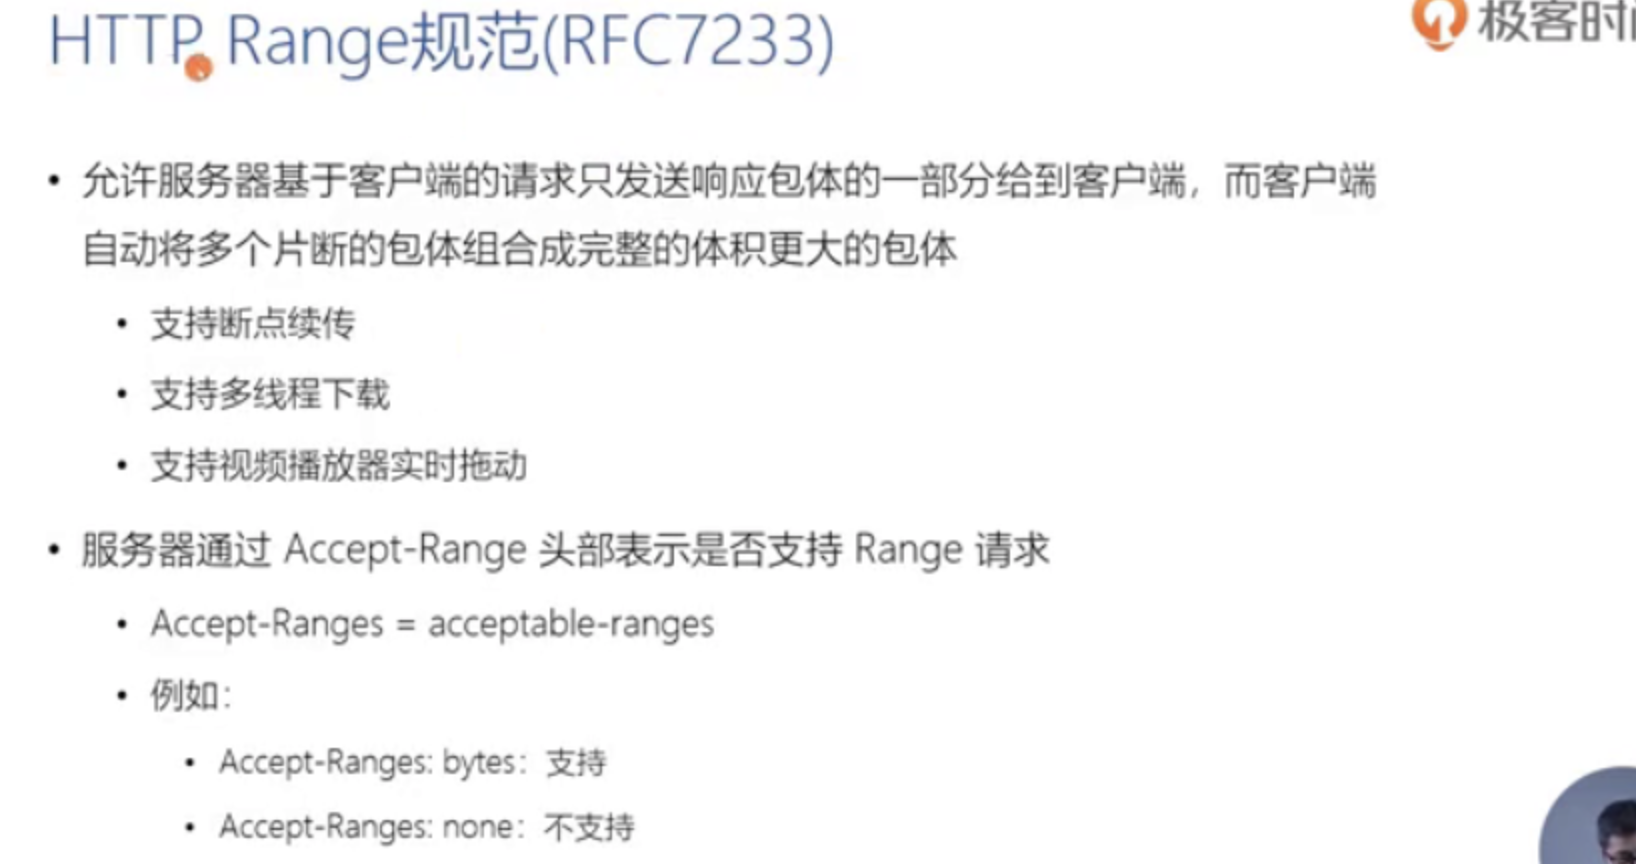 HTTP Range规范(RFC7233)
极客时
• 允许服务器基于客户端的请求只发送响应包体的一部分给到客户端，而客户端
自动将多个片断的包体组合成完整的体积更大的包体
• 支持断点续传
• 支持多线程下载
• 支持视频播放器实时拖动
• 服务器通过 Accept-Range 头部表示是否支持 Range 请求
• Accept-Ranges = acceptable-ranges
• 例如：
• Accept-Ranges: bytes：支持
• Accept-Ranges: none：不支持